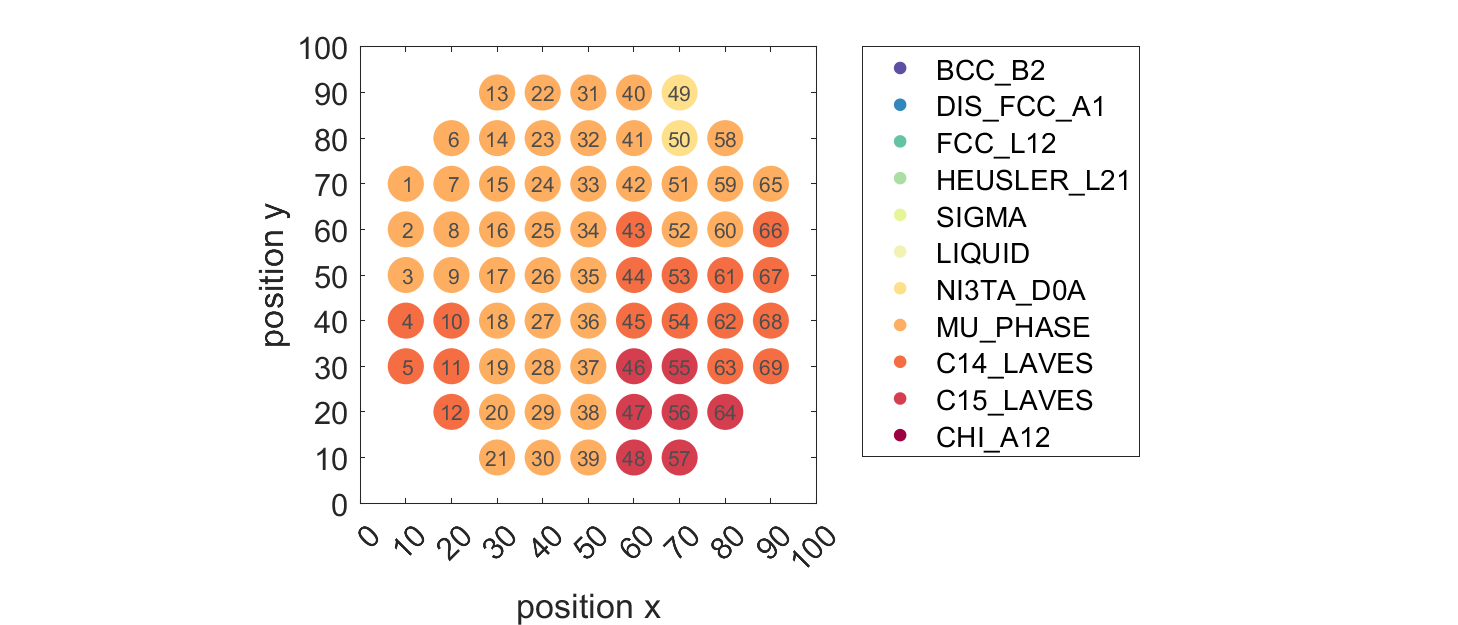 100
90
80
70
60
50
40
30
20
10
0
position y
13 22 31 40 49
6 14 23 32 41 50 58
1 7 15 24 33 42 51 59 65
2 8 16 25 34 43 52 60 66
3 9 17 26 35 44 53 61 67
4 10 18 27 36 45 54 62 68
5 11 19 28 37 46 55 63 69
12 20 29 38 47 56 64
21 30 39 48 57
0 10 20 30 40 50 60 70 80 90 100
position x
BCC_B2
DIS_FCC_A1
FCC_L12
HEUSLER_L21
SIGMA
LIQUID
NI3TA_D0A
MU_PHASE
C14_LAVES
C15_LAVES
CHI_A12